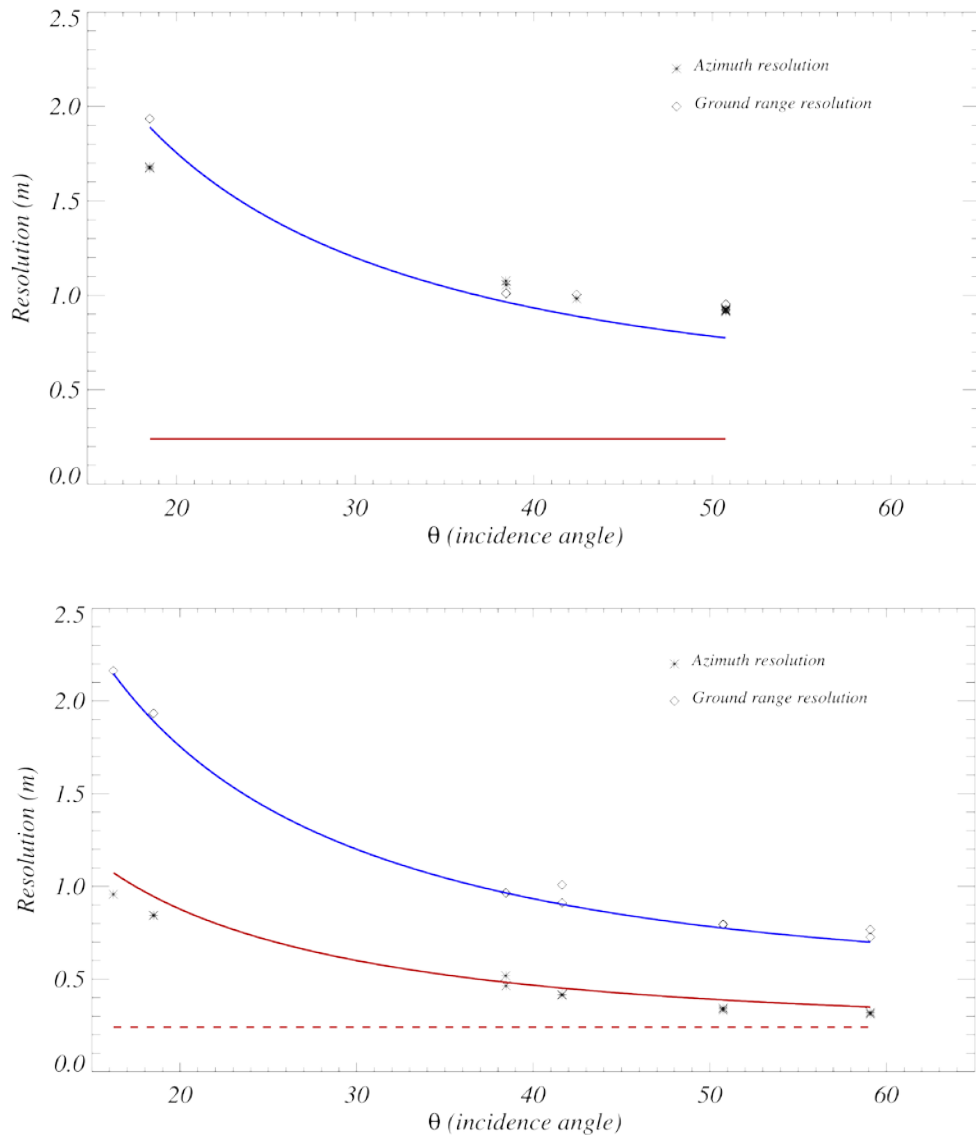 2.5
Azimuth resolution
Ground range resolution
2.0
1.5
1.0
0.5
0.0
Resolution (m)
20 30 40 50 60
θ (incidence angle)
2.5
Azimuth resolution
Ground range resolution
2.0
1.5
1.0
0.5
0.0
Resolution (m)
20 30 40 50 60
θ (incidence angle)